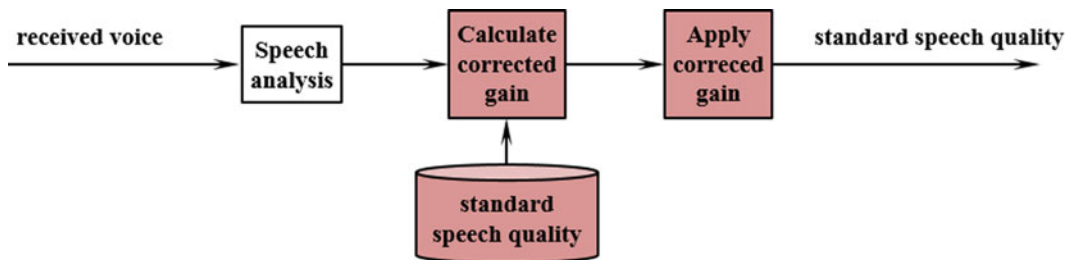 received voice
Speech
analysis
Calculate
corrected
gain
Apply
correced
gain
standard speech quality
standard
speech quality